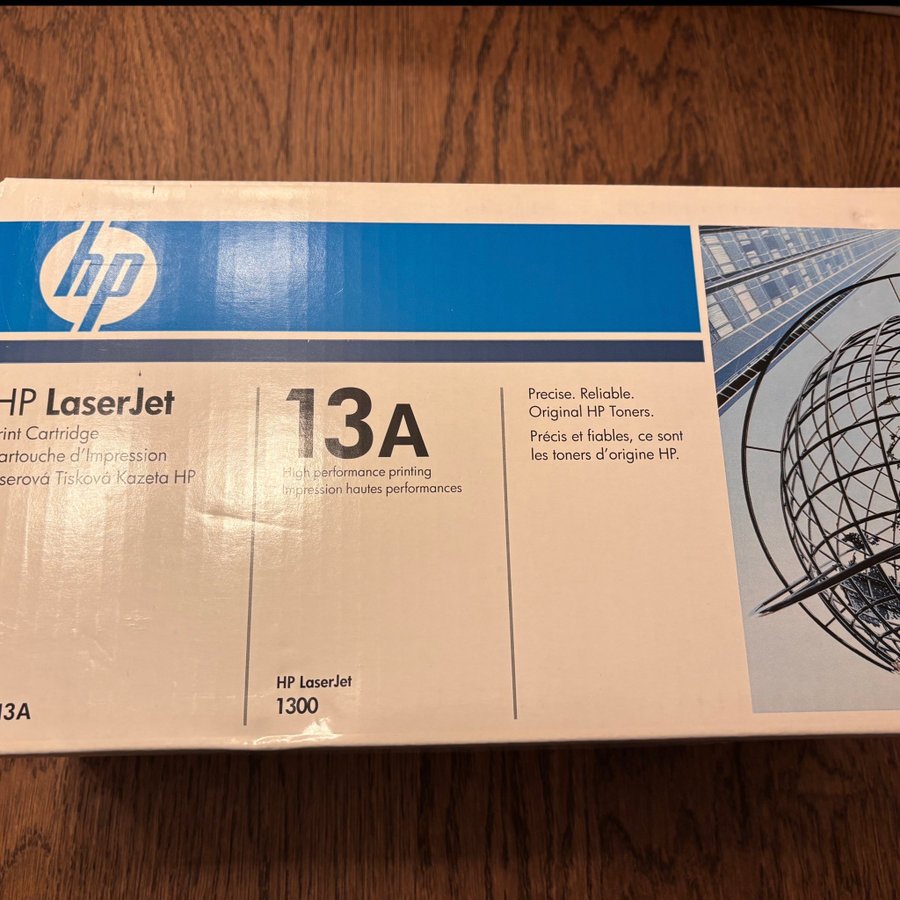 hp
HP LaserJet
rint Cartridge
artouche d'Impression
serová Tisková Kazeta HP
13A
High performance printing
Impression hautes performances
Precise. Reliable.
Original HP Toners.
Précis et fiables, ce sont
les toners d'origine HP.
HP LaserJet
1300
13A